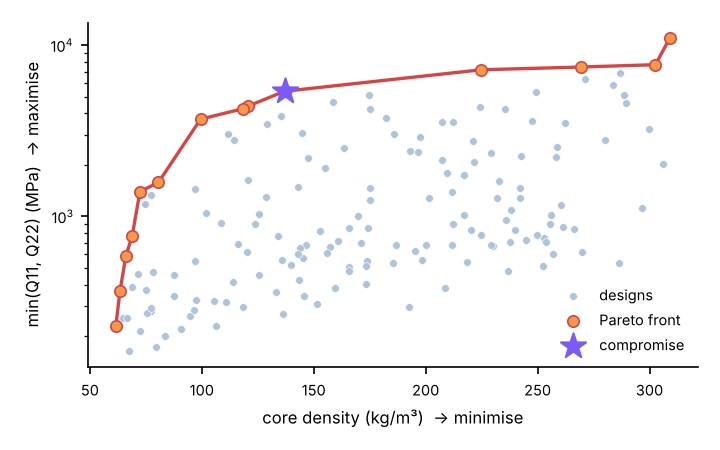 min(Q11, Q22) (MPa) → maximise
10⁴
10³
50 100 150 200 250 300
core density (kg/m³) → minimise
designs
Pareto front
compromise